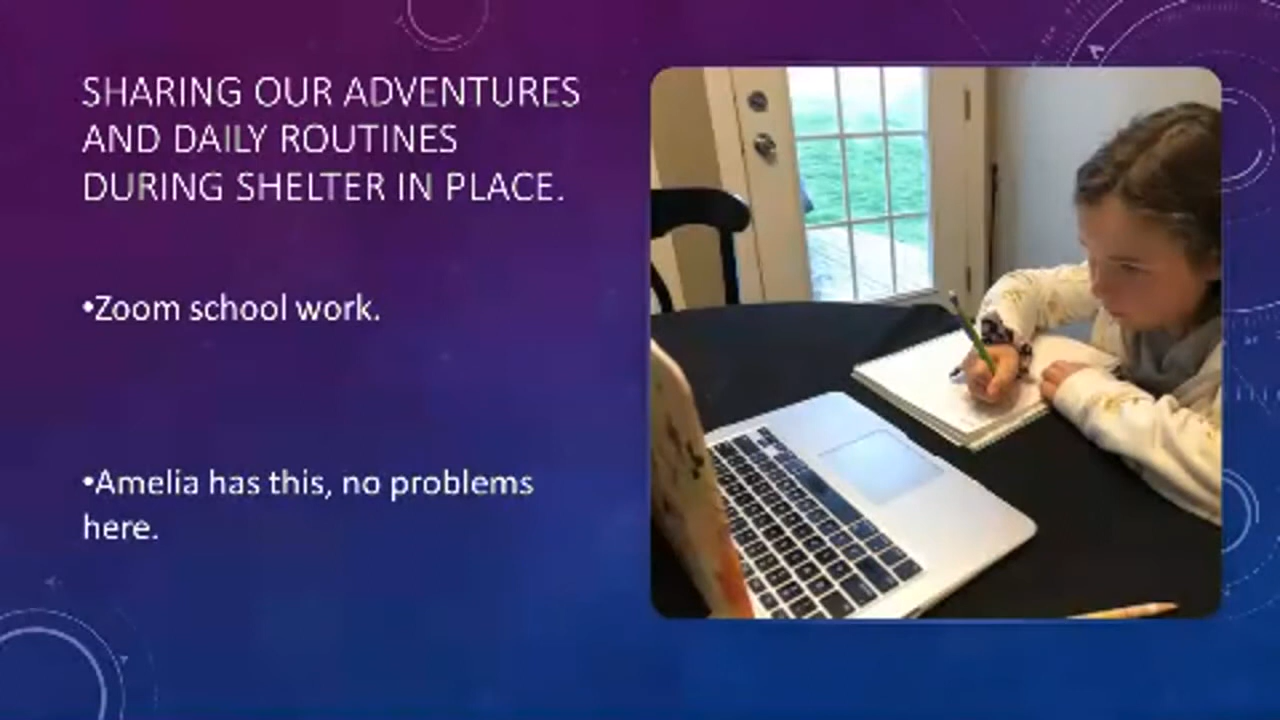 SHARING OUR ADVENTURES
AND DAILY ROUTINES
DURING SHELTER IN PLACE.
•Zoom school work.
•Amelia has this, no problems
here.